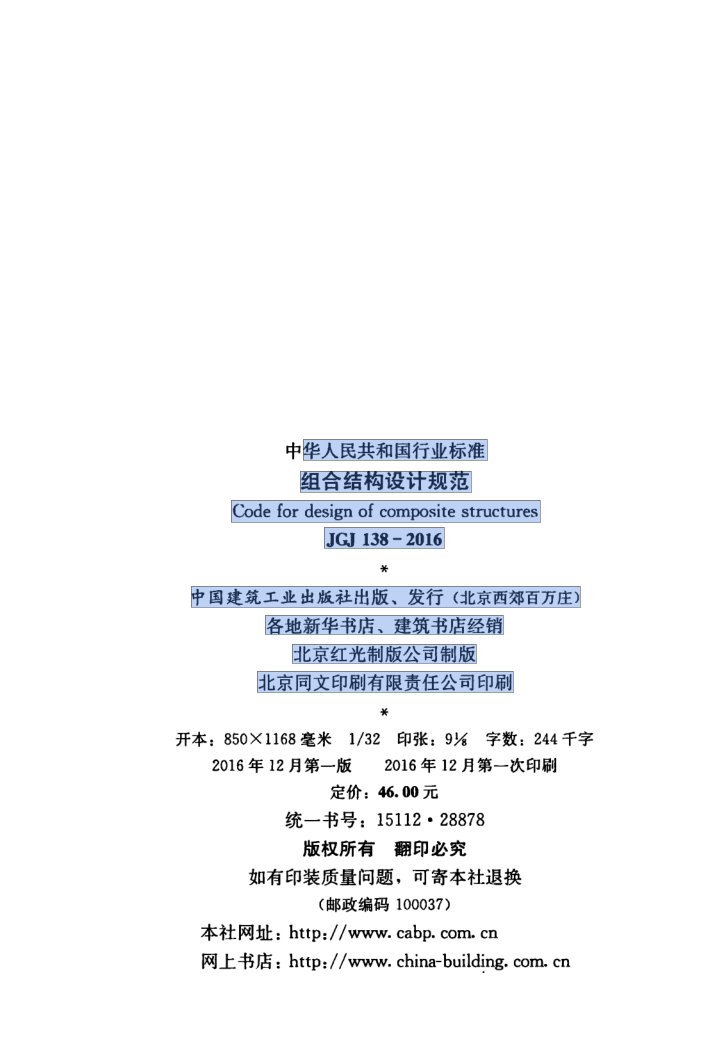 中华人民共和国行业标准
组合结构设计规范
Code for design of composite structures
JGJ 138-2016
*
中国建筑工业出版社出版、发行（北京西郊百万庄）
各地新华书店、建筑书店经销
北京红光制版公司制版
北京同文印刷有限责任公司印刷
*
开本：850×1168 毫米 1/32 印张：9⅛ 字数：244 千字
2016 年 12 月第一版 2016 年 12 月第一次印刷
定价：46.00 元
统一书号：15112·28878
版权所有 翻印必究
如有印装质量问题，可寄本社退换
（邮政编码 100037）
本社网址：http://www.cabp.com.cn
网上书店：http://www.china-building.com.cn